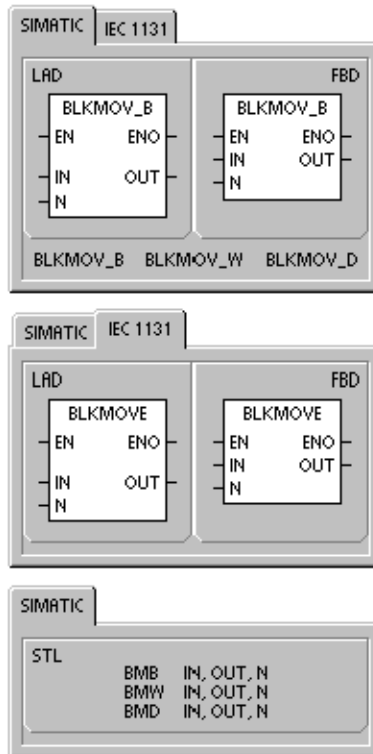 SIMATIC IEC 1131
LAD FBD
BLKMOV_B BLKMOV_B
EN ENO EN ENO
IN OUT IN OUT
N N
BLKMOV_B BLKMOV_W BLKMOV_D
SIMATIC IEC 1131
LAD FBD
BLKMOVE BLKMOVE
EN ENO EN ENO
IN OUT IN OUT
N N
SIMATIC
STL
BMB IN, OUT, N
BMW IN, OUT, N
BMD IN, OUT, N